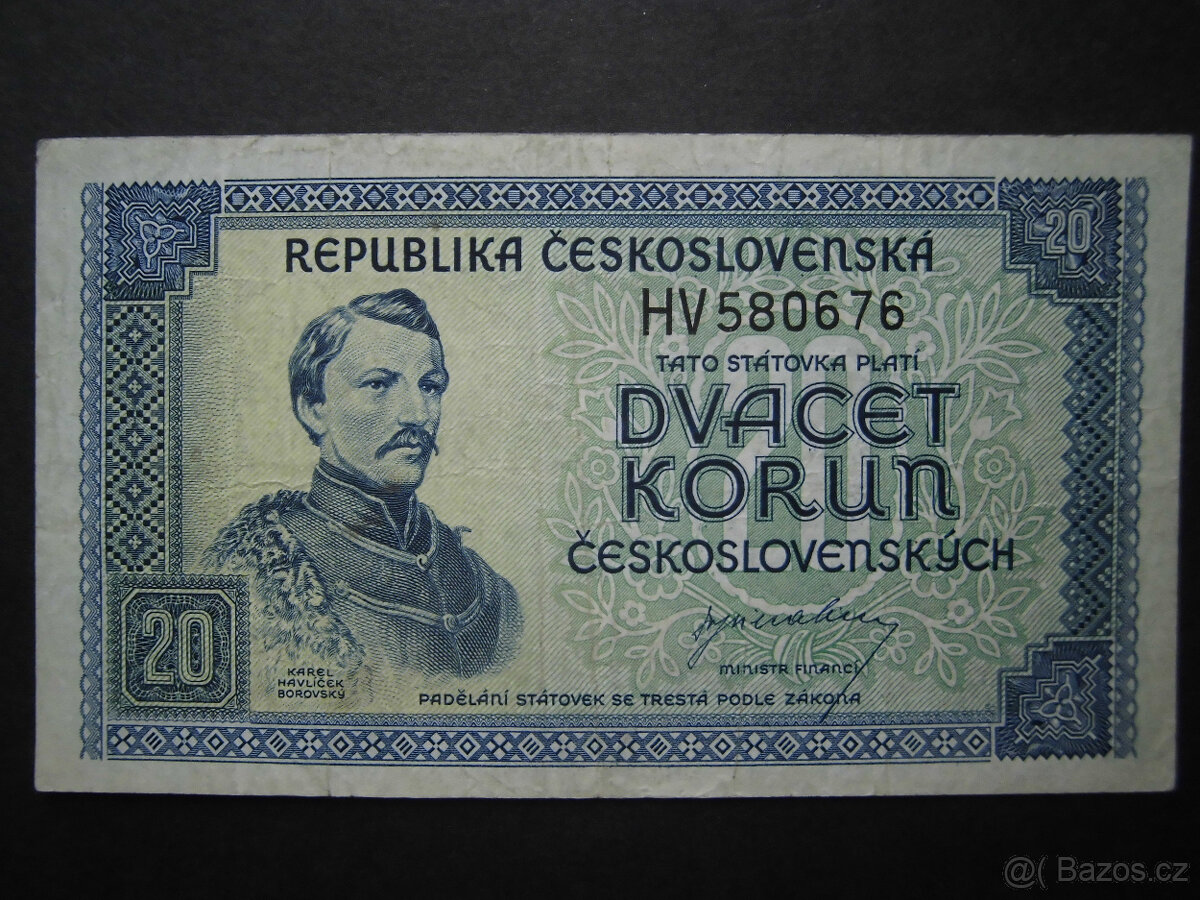 REPUBLIKA ČESKOSLOVENSKÁ
20
HV 580676
TATO STÁTOVKA PLATÍ
DVACET
KORUN
ČESKOSLOVENSKÝCH
20
KAREL
HAVLÍČEK
BOROVSKÝ
MINISTR FINANCÍ
PADĚLÁNÍ STÁTOVEK SE TRESTÁ PODLE ZÁKONA
@( Bazos.cz